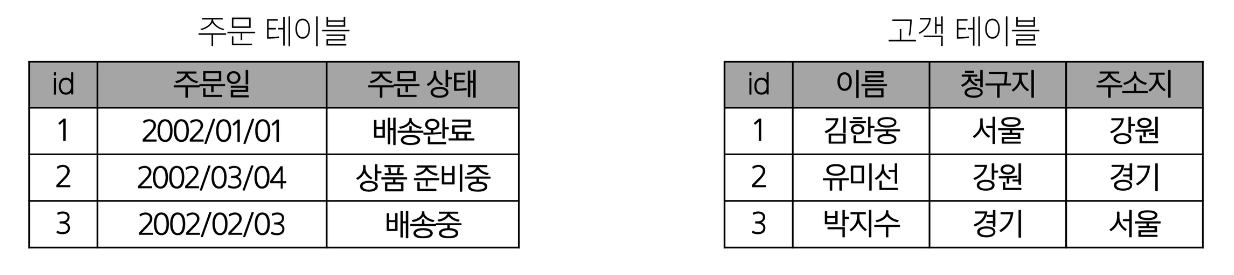 주문 테이블
id 주문일 주문 상태
1 2002/01/01 배송완료
2 2002/03/04 상품 준비중
3 2002/02/03 배송중
고객 테이블
id 이름 청구지 주소지
1 김한웅 서울 강원
2 유미선 강원 경기
3 박지수 경기 서울